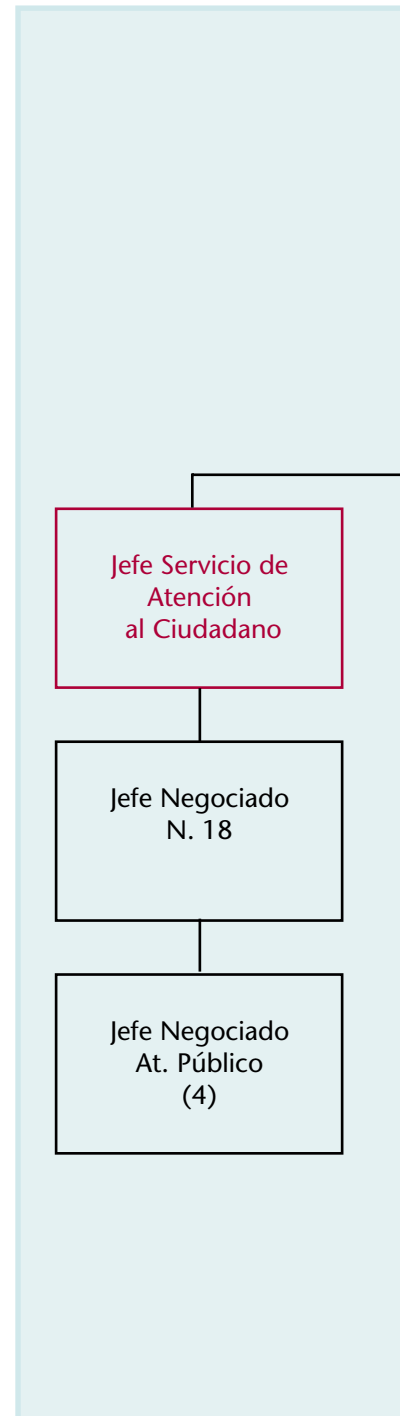 Jefe Servicio de
Atención
al Ciudadano
Jefe Negociado
N. 18
Jefe Negociado
At. Público
(4)